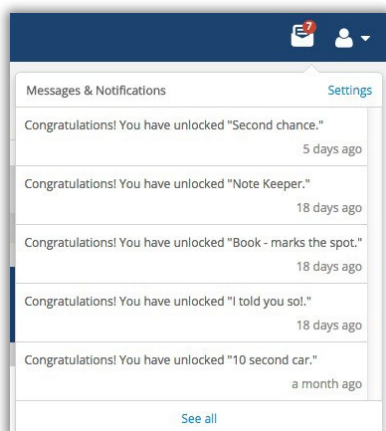 7
Messages & Notifications Settings
Congratulations! You have unlocked "Second chance."
5 days ago
Congratulations! You have unlocked "Note Keeper."
18 days ago
Congratulations! You have unlocked "Book - marks the spot."
18 days ago
Congratulations! You have unlocked "I told you so!."
18 days ago
Congratulations! You have unlocked "10 second car."
a month ago
See all